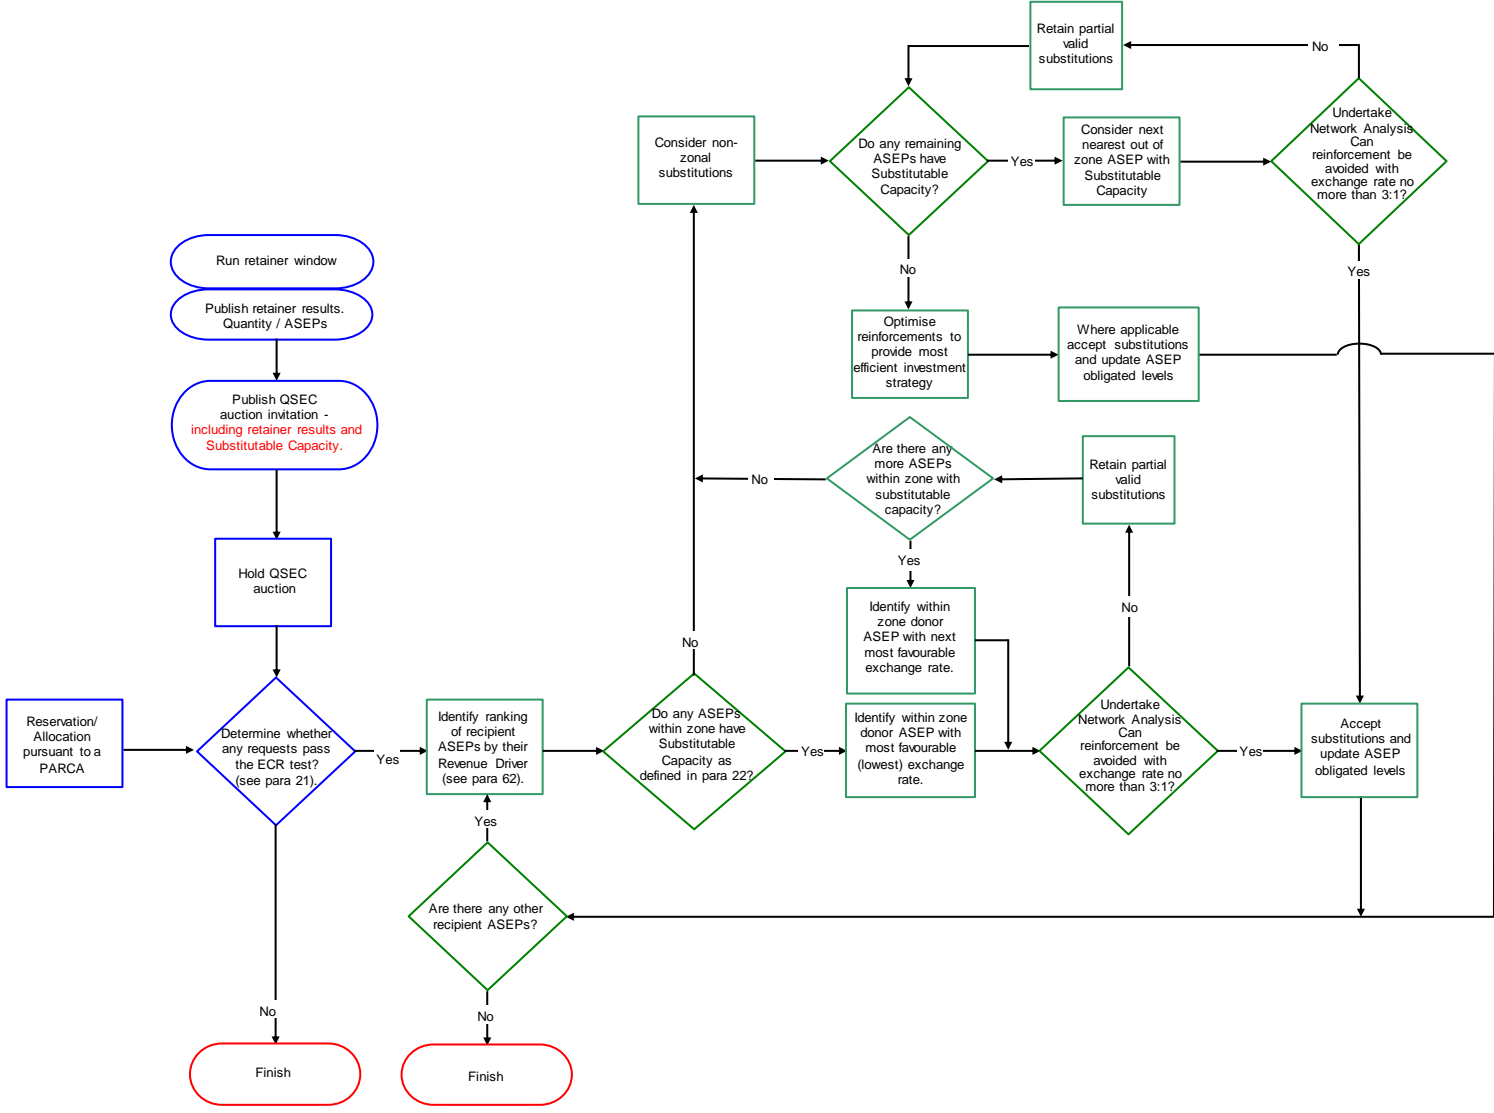 Retain partial
valid
substitutions
No
Undertake
Network Analysis
Can
reinforcement be
avoided with
exchange rate no
more than 3:1?
Consider non-
zonal
substitutions
Do any remaining
ASEPs have
Substitutable
Capacity?
Yes
Consider next
nearest out of
zone ASEP with
Substitutable
Capacity
Run retainer window
Publish retainer results.
Quantity / ASEPs
No
Yes
Optimise
reinforcements to
provide most
efficient investment
strategy
Where applicable
accept substitutions
and update ASEP
obligated levels
Publish QSEC
auction invitation -
including retainer results and
Substitutable Capacity.
Are there any
more ASEPs
within zone with
substitutable
capacity?
No
Retain partial
valid
substitutions
Hold QSEC
auction
Yes
Identify within
zone donor
ASEP with next
most favourable
exchange rate.
No
No
Reservation/
Allocation
pursuant to a
PARCA
Determine whether
any requests pass
the ECR test?
(see para 21).
Yes
Identify ranking
of recipient
ASEPs by their
Revenue Driver
(see para 62).
Do any ASEPs
within zone have
Substitutable
Capacity as
defined in para 22?
Yes
Identify within zone
donor ASEP with
most favourable
(lowest) exchange
rate.
Undertake
Network Analysis
Can
reinforcement be
avoided with
exchange rate no
more than 3:1?
Yes
Accept
substitutions and
update ASEP
obligated levels
Yes
Are there any other
recipient ASEPs?
No
No
Finish
Finish